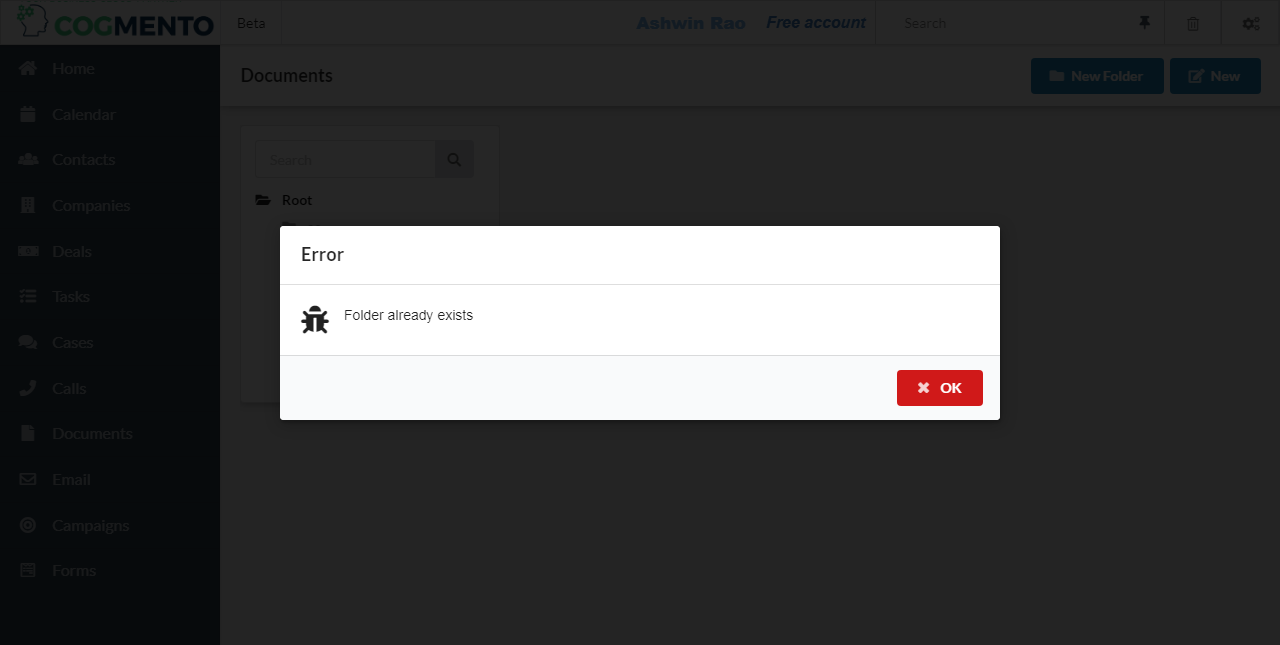 COGMENTO
Beta
Ashwin Rao
Free account
Search
Home
Calendar
Contacts
Companies
Deals
Tasks
Cases
Calls
Documents
Email
Campaigns
Forms
Documents
New Folder
New
Search
Root
Error
Folder already exists
OK